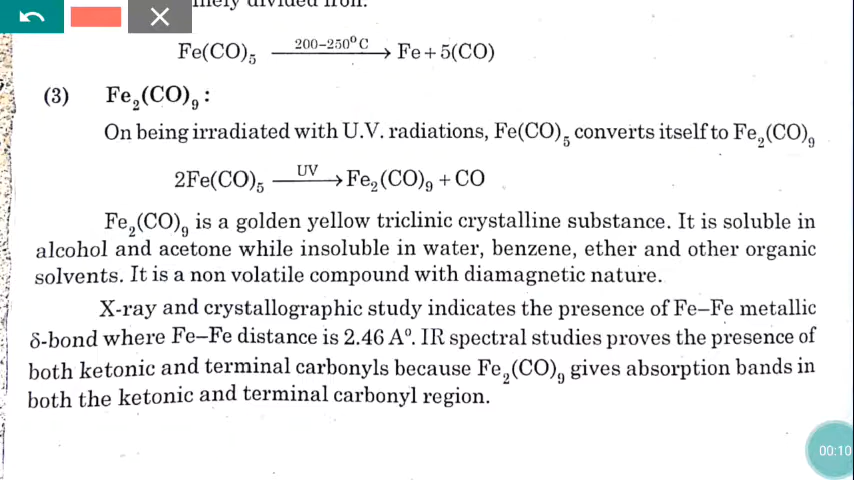 finely divided iron.
Fe(CO)₅ 200–250⁰C → Fe + 5(CO)
(3) Fe₂(CO)₉ :
On being irradiated with U.V. radiations, Fe(CO)₅ converts itself to Fe₂(CO)₉
2Fe(CO)₅ UV → Fe₂(CO)₉ + CO
Fe₂(CO)₉ is a golden yellow triclinic crystalline substance. It is soluble in
alcohol and acetone while insoluble in water, benzene, ether and other organic
solvents. It is a non volatile compound with diamagnetic nature.
X-ray and crystallographic study indicates the presence of Fe–Fe metallic
δ-bond where Fe–Fe distance is 2.46 A⁰. IR spectral studies proves the presence of
both ketonic and terminal carbonyls because Fe₂(CO)₉ gives absorption bands in
both the ketonic and terminal carbonyl region.
00:10